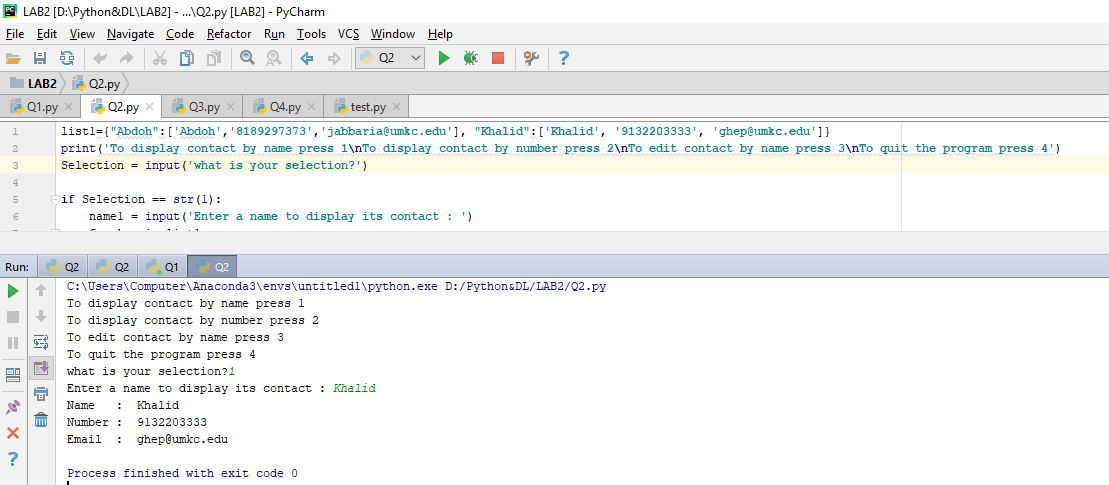 LAB2 [D:\Python&DL\LAB2] - ...\Q2.py [LAB2] - PyCharm
File Edit View Navigate Code Refactor Run Tools VCS Window Help
Q2
LAB2 Q2.py
Q1.py Q2.py Q3.py Q4.py test.py
1 list1={"Abdoh":['Abdoh','8189297373','jabbaria@umkc.edu'], "Khalid":['Khalid', '9132203333', 'ghep@umkc.edu']}
2 print('To display contact by name press 1\nTo display contact by number press 2\nTo edit contact by name press 3\nTo quit the program press 4')
3 Selection = input('what is your selection?')
4
5 if Selection == str(1):
6 name1 = input('Enter a name to display its contact : ')
Run: Q2 Q2 Q1 Q2
C:\Users\Computer\Anaconda3\envs\untitled1\python.exe D:/Python&DL/LAB2/Q2.py
To display contact by name press 1
To display contact by number press 2
To edit contact by name press 3
To quit the program press 4
what is your selection?1
Enter a name to display its contact : Khalid
Name : Khalid
Number : 9132203333
Email : ghep@umkc.edu
Process finished with exit code 0